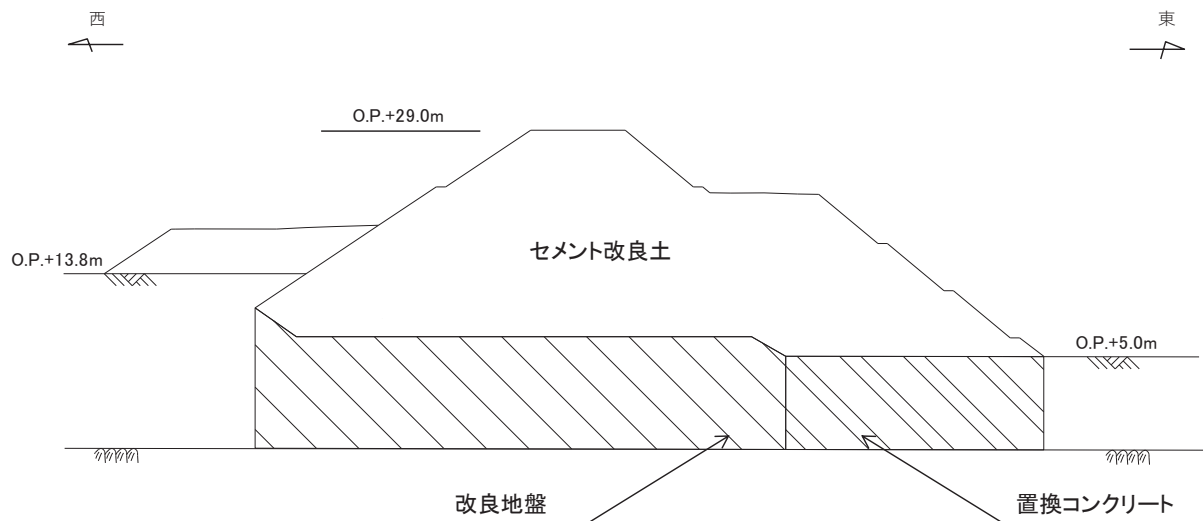 西
東
O.P.+29.0m
セメント改良土
O.P.+13.8m
O.P.+5.0m
改良地盤
置換コンクリート